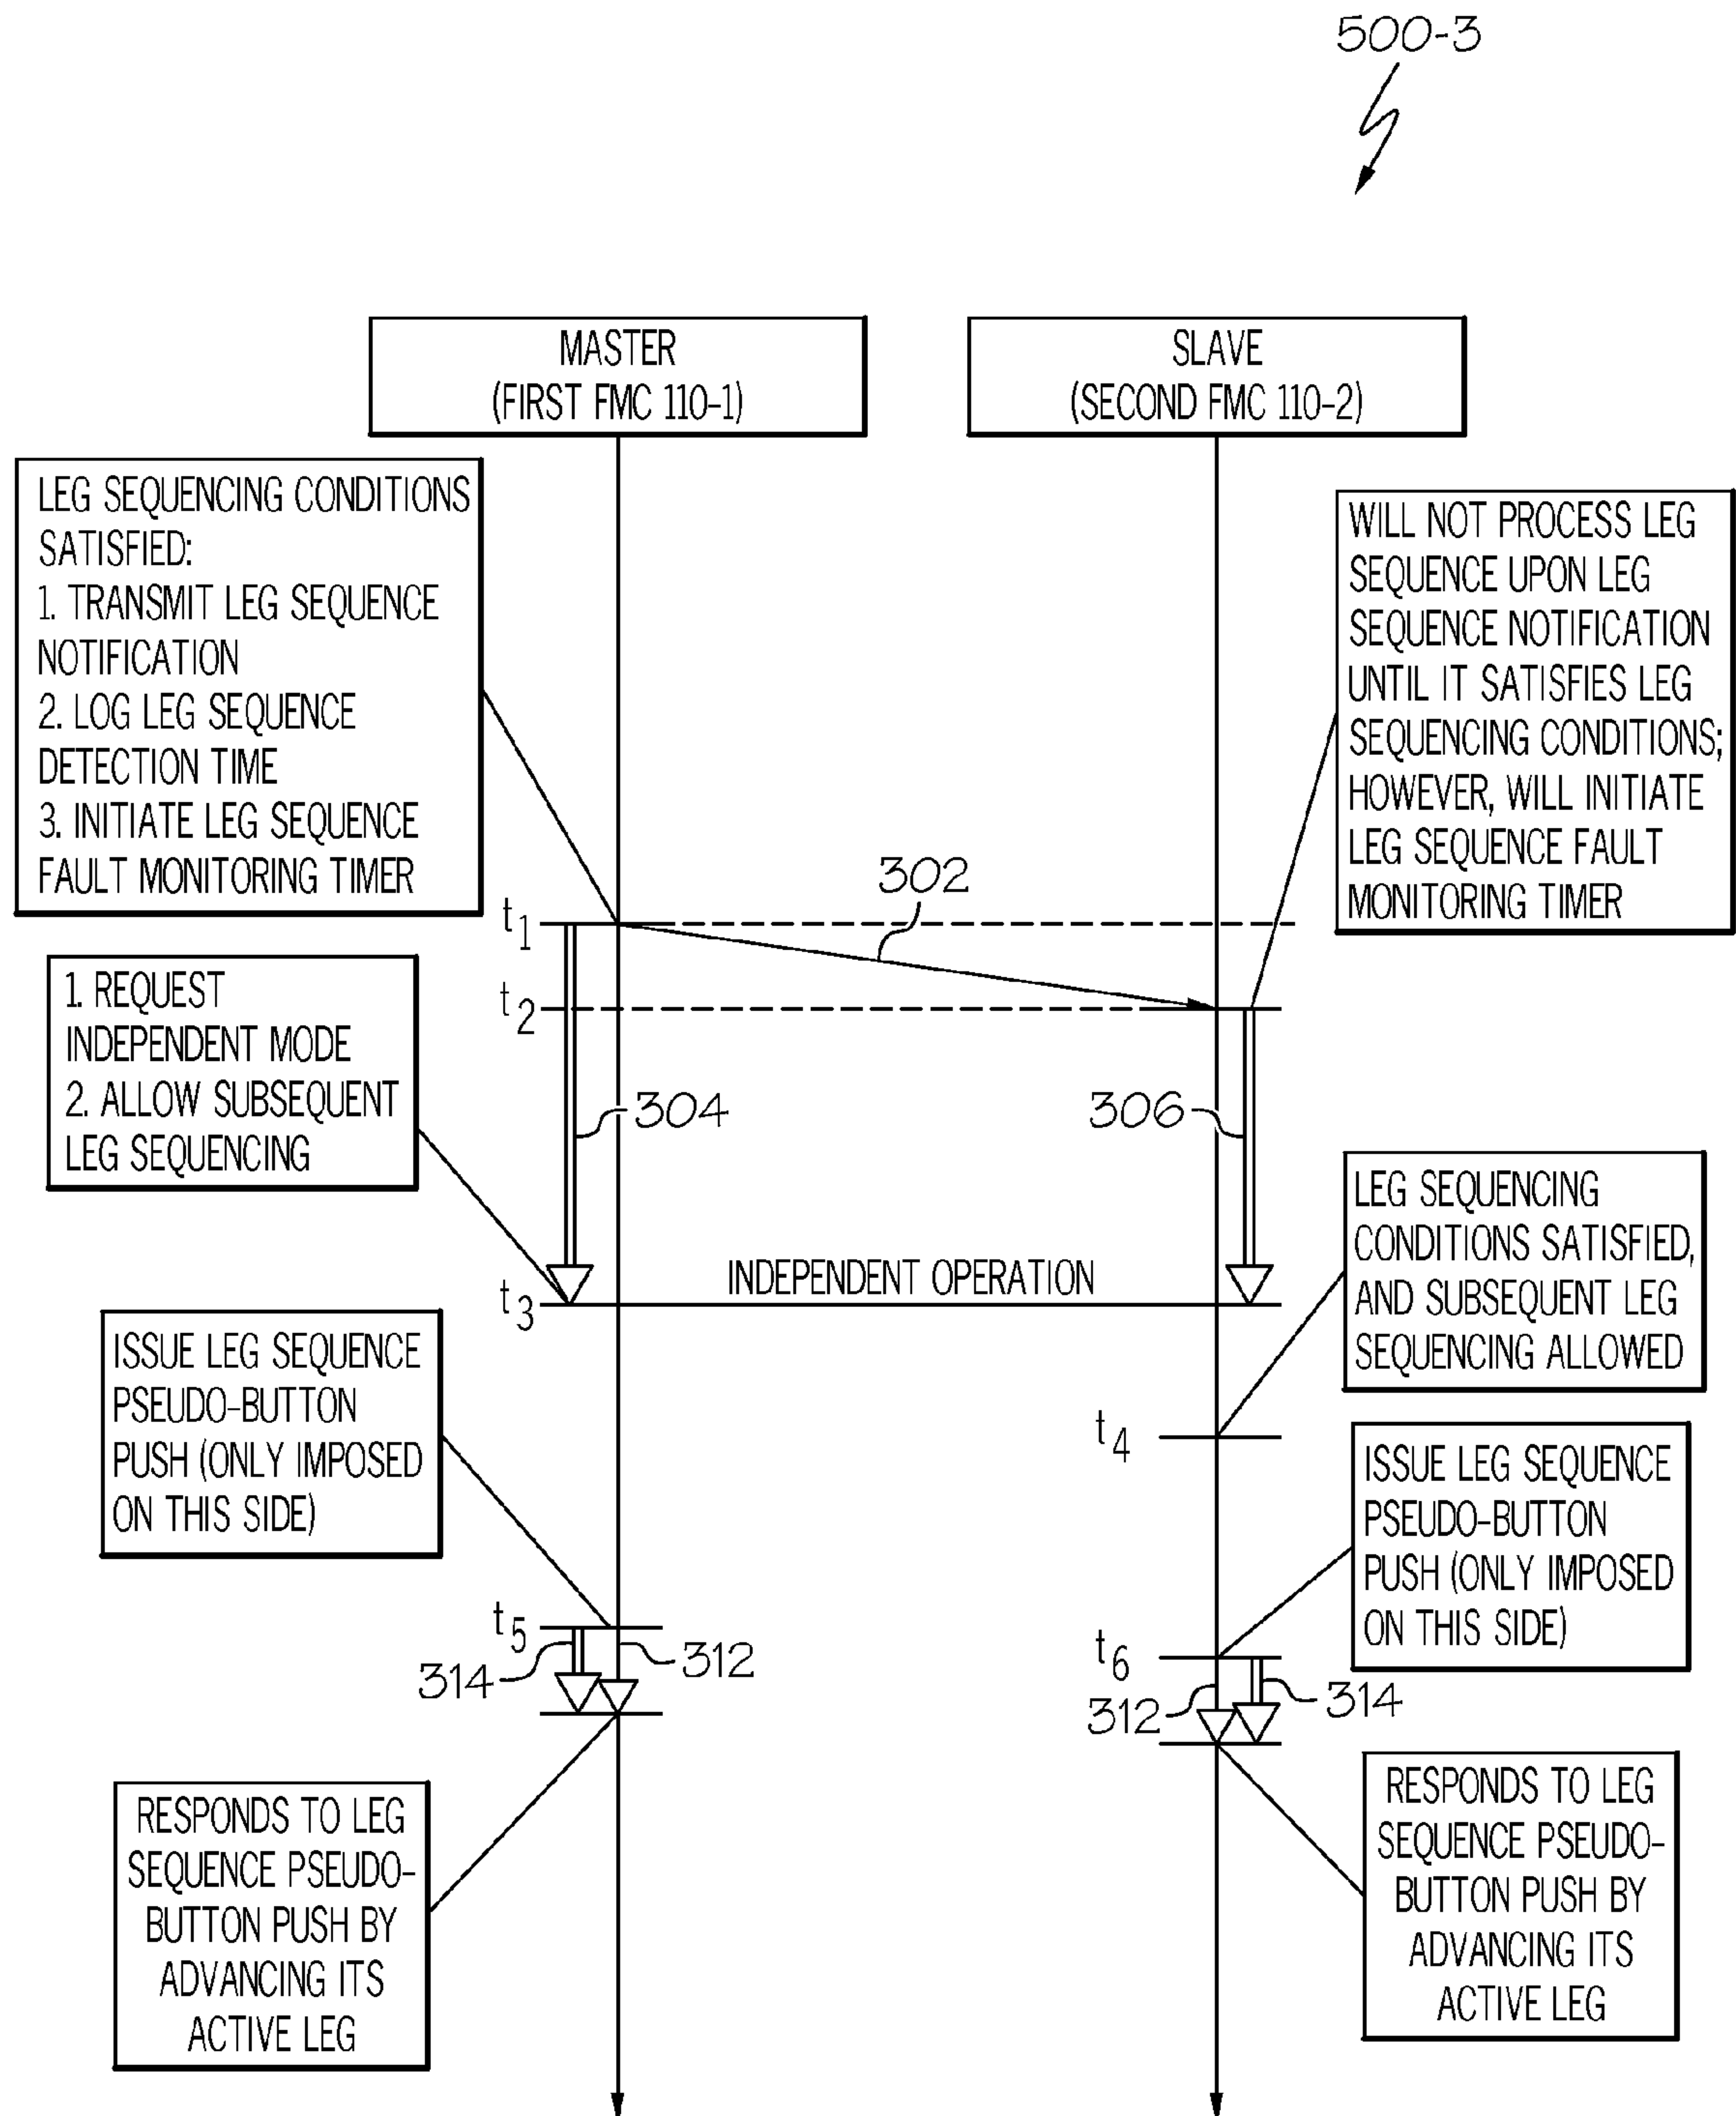 500-3
MASTER
(FIRST FMC 110-1)
SLAVE
(SECOND FMC 110-2)
LEG SEQUENCING CONDITIONS
SATISFIED:
1. TRANSMIT LEG SEQUENCE
NOTIFICATION
2. LOG LEG SEQUENCE
DETECTION TIME
3. INITIATE LEG SEQUENCE
FAULT MONITORING TIMER
WILL NOT PROCESS LEG
SEQUENCE UPON LEG
SEQUENCE NOTIFICATION
UNTIL IT SATISFIES LEG
SEQUENCING CONDITIONS;
HOWEVER, WILL INITIATE
LEG SEQUENCE FAULT
MONITORING TIMER
302
t1
t2
1. REQUEST
INDEPENDENT MODE
2. ALLOW SUBSEQUENT
LEG SEQUENCING
304
306
INDEPENDENT OPERATION
t3
LEG SEQUENCING
CONDITIONS SATISFIED,
AND SUBSEQUENT LEG
SEQUENCING ALLOWED
t4
ISSUE LEG SEQUENCE
PSEUDO-BUTTON
PUSH (ONLY IMPOSED
ON THIS SIDE)
ISSUE LEG SEQUENCE
PSEUDO-BUTTON
PUSH (ONLY IMPOSED
ON THIS SIDE)
t5
314
312
t6
312
314
RESPONDS TO LEG
SEQUENCE PSEUDO-
BUTTON PUSH BY
ADVANCING ITS
ACTIVE LEG
RESPONDS TO LEG
SEQUENCE PSEUDO-
BUTTON PUSH BY
ADVANCING ITS
ACTIVE LEG